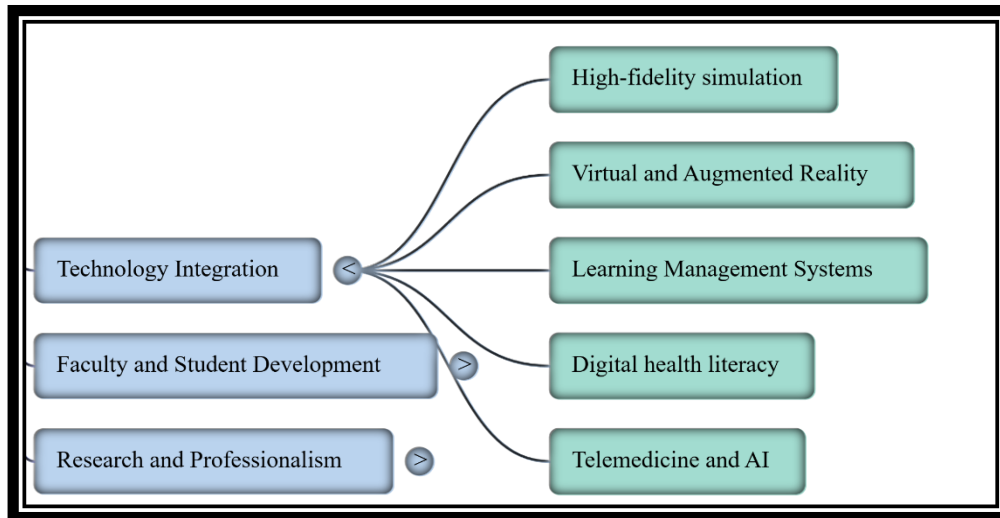 High-fidelity simulation
Virtual and Augmented Reality
Technology Integration
<
Learning Management Systems
Faculty and Student Development
>
Digital health literacy
Research and Professionalism
>
Telemedicine and AI